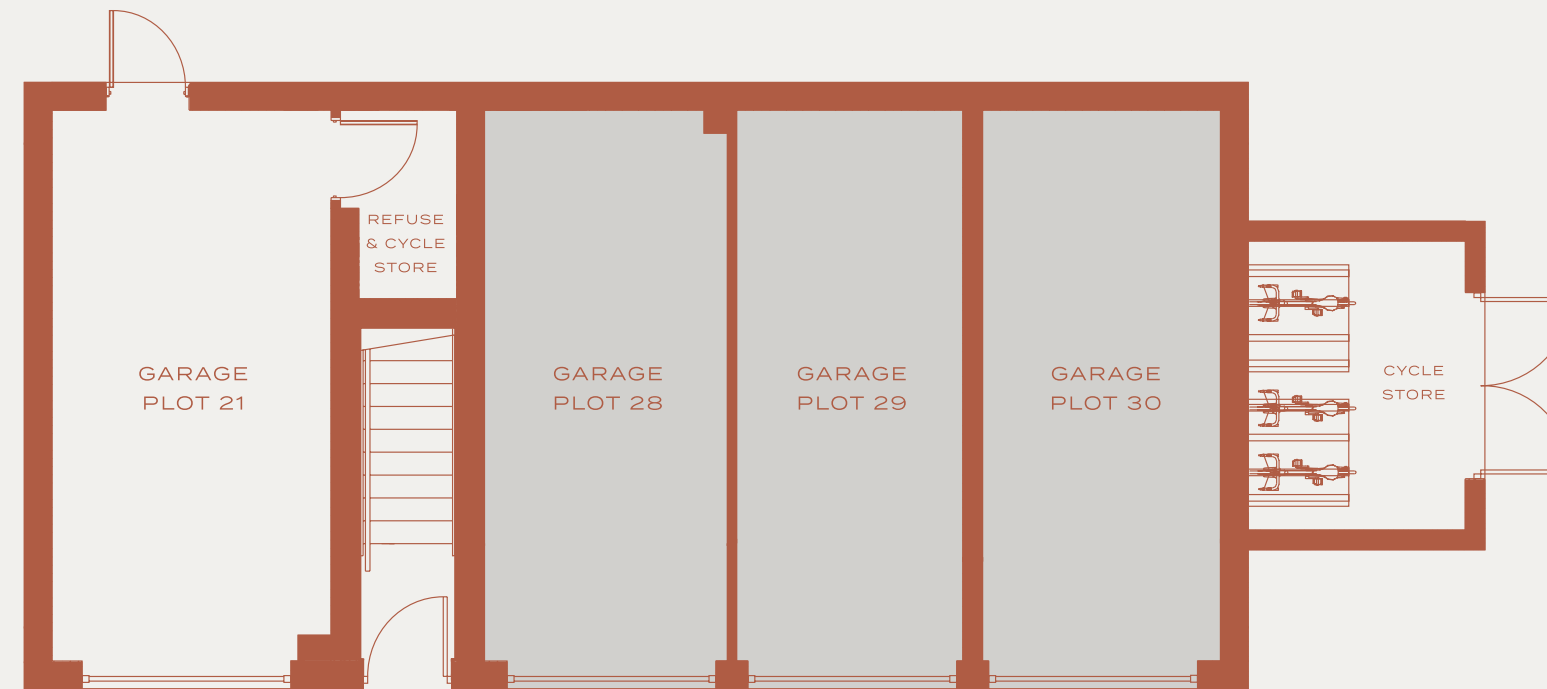 REFUSE
& CYCLE
STORE
GARAGE
PLOT 21
GARAGE
PLOT 28
GARAGE
PLOT 29
GARAGE
PLOT 30
CYCLE
STORE